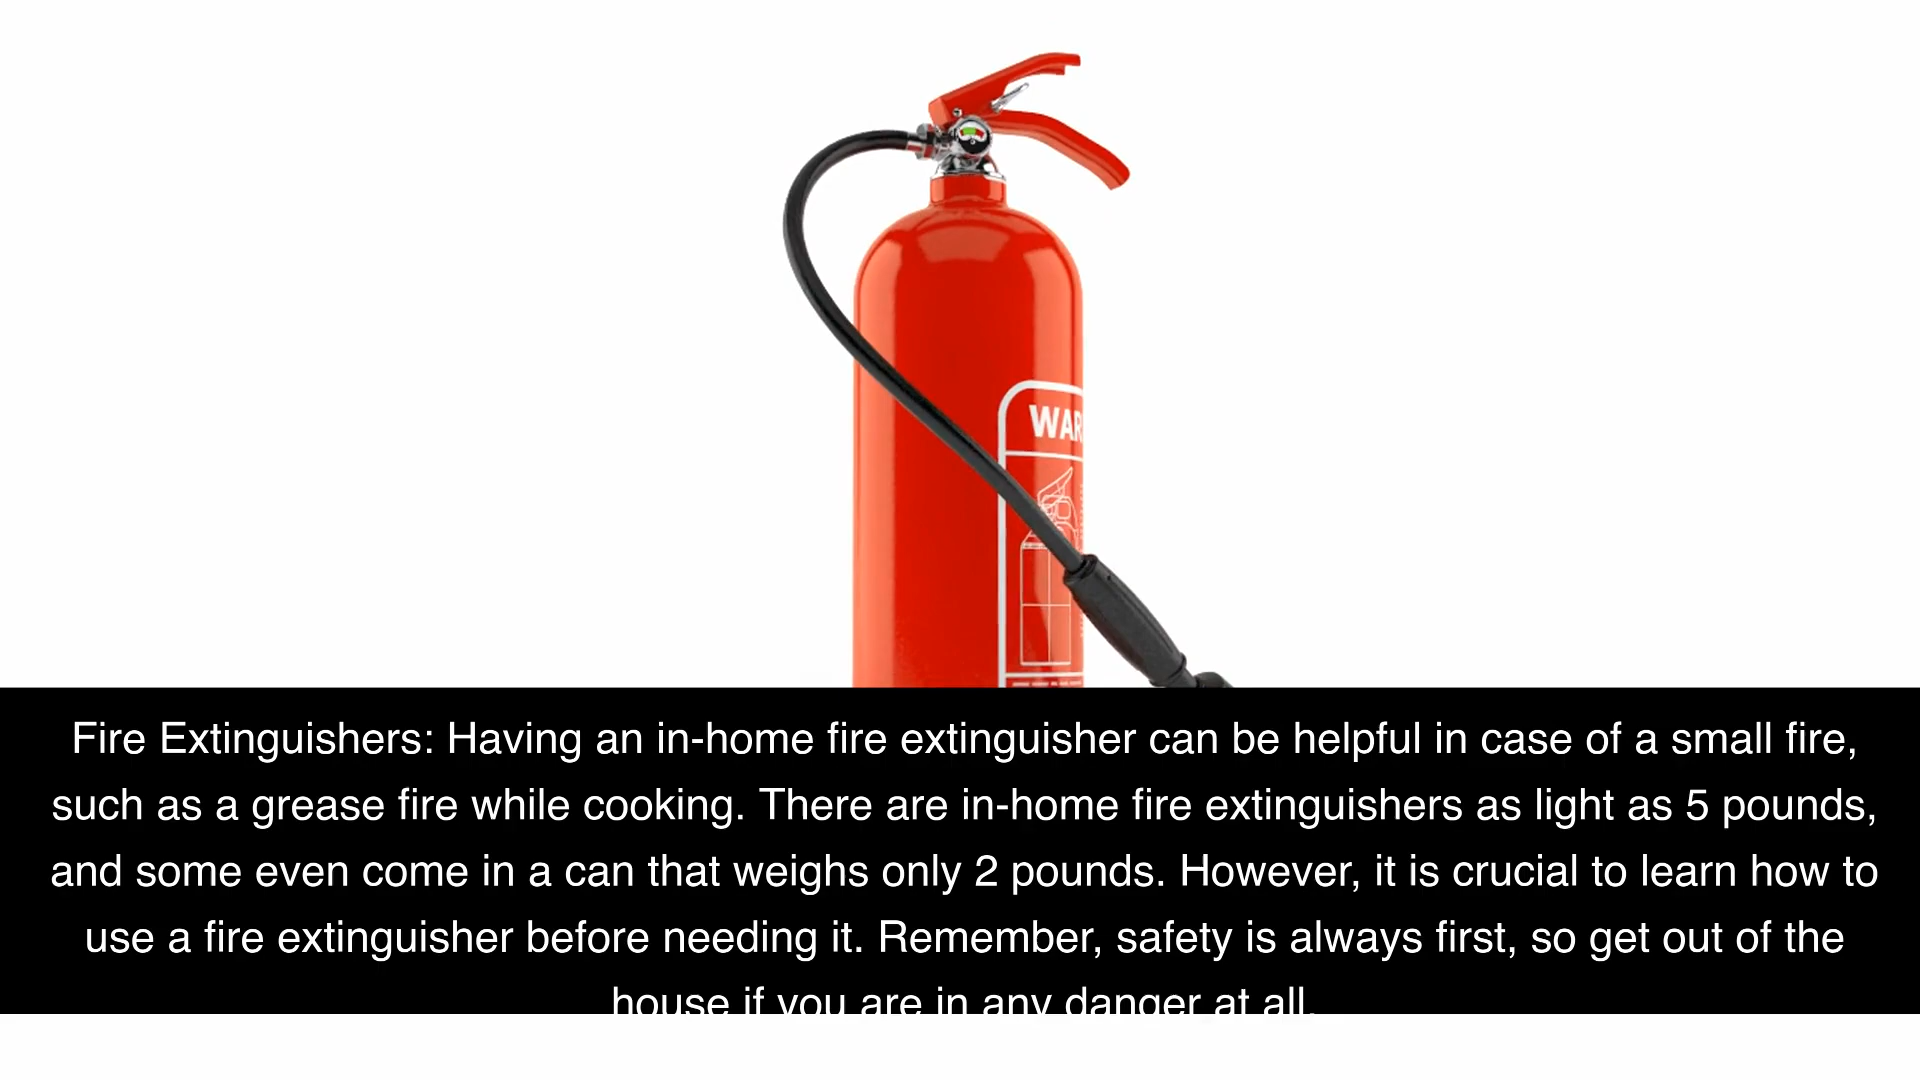 WAR
Fire Extinguishers: Having an in-home fire extinguisher can be helpful in case of a small fire,
such as a grease fire while cooking. There are in-home fire extinguishers as light as 5 pounds,
and some even come in a can that weighs only 2 pounds. However, it is crucial to learn how to
use a fire extinguisher before needing it. Remember, safety is always first, so get out of the
house if you are in any danger at all.